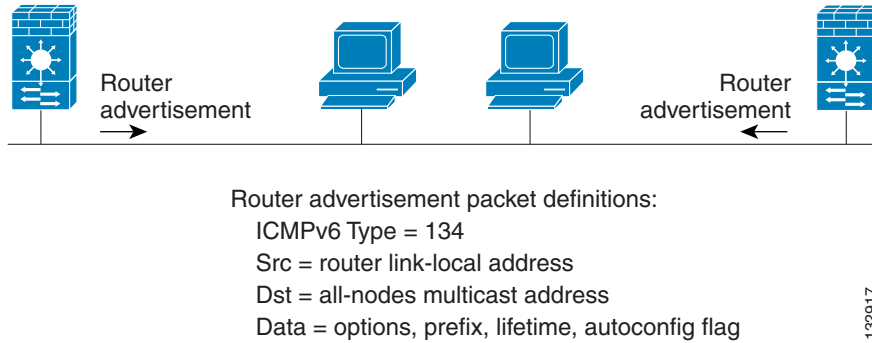 Router
advertisement
Router
advertisement
Router advertisement packet definitions:
ICMPv6 Type = 134
Src = router link-local address
Dst = all-nodes multicast address
Data = options, prefix, lifetime, autoconfig flag
132917